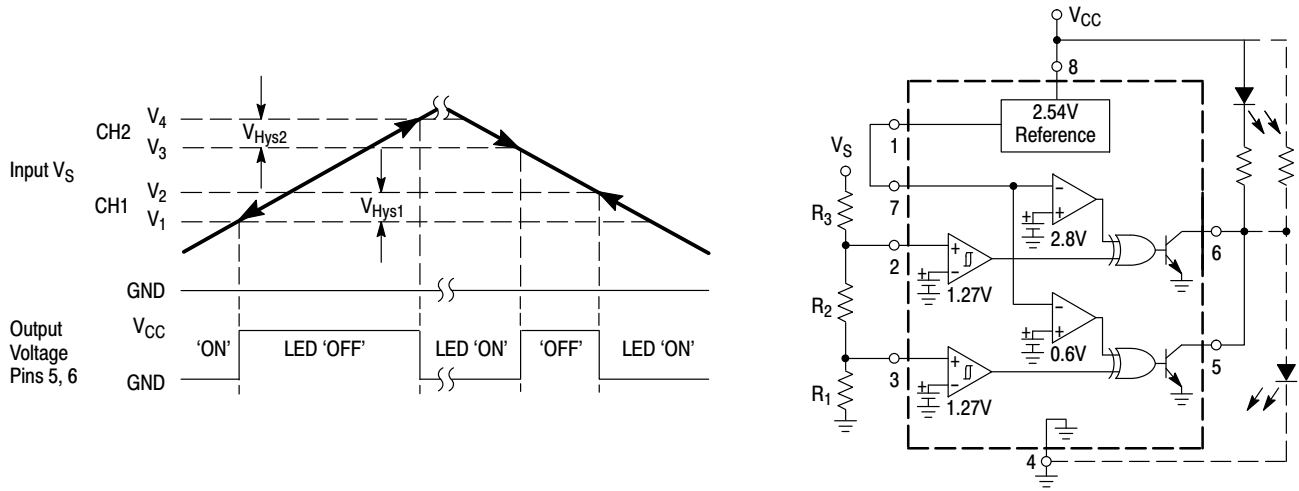 Input VS
CH2
V4
V3
VHys2
CH1
V2
V1
VHys1
GND
Output
Voltage
Pins 5, 6
VCC
GND
'ON'
LED 'OFF'
LED 'ON'
'OFF'
LED 'ON'
VCC
8
2.54V
Reference
1
VS
7
R3
+
-
+
2.8V
6
2
+
-
+
1.27V
R2
+
-
+
0.6V
5
3
+
-
+
1.27V
R1
4